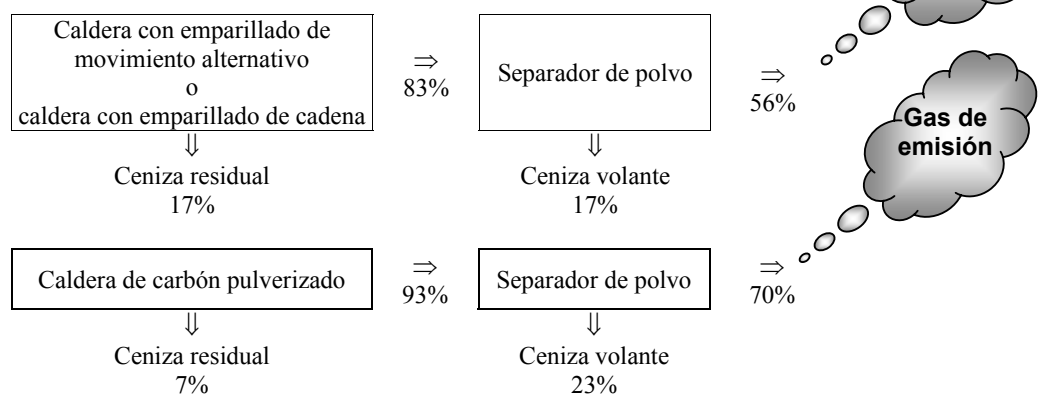 Caldera con emparillado de
movimiento alternativo
o
caldera con emparillado de cadena
⇒
83%
Separador de polvo
⇒
56%
⇓
Ceniza residual
17%
⇓
Ceniza volante
17%
Gas de
emisión
Caldera de carbón pulverizado
⇒
93%
Separador de polvo
⇒
70%
⇓
Ceniza residual
7%
⇓
Ceniza volante
23%